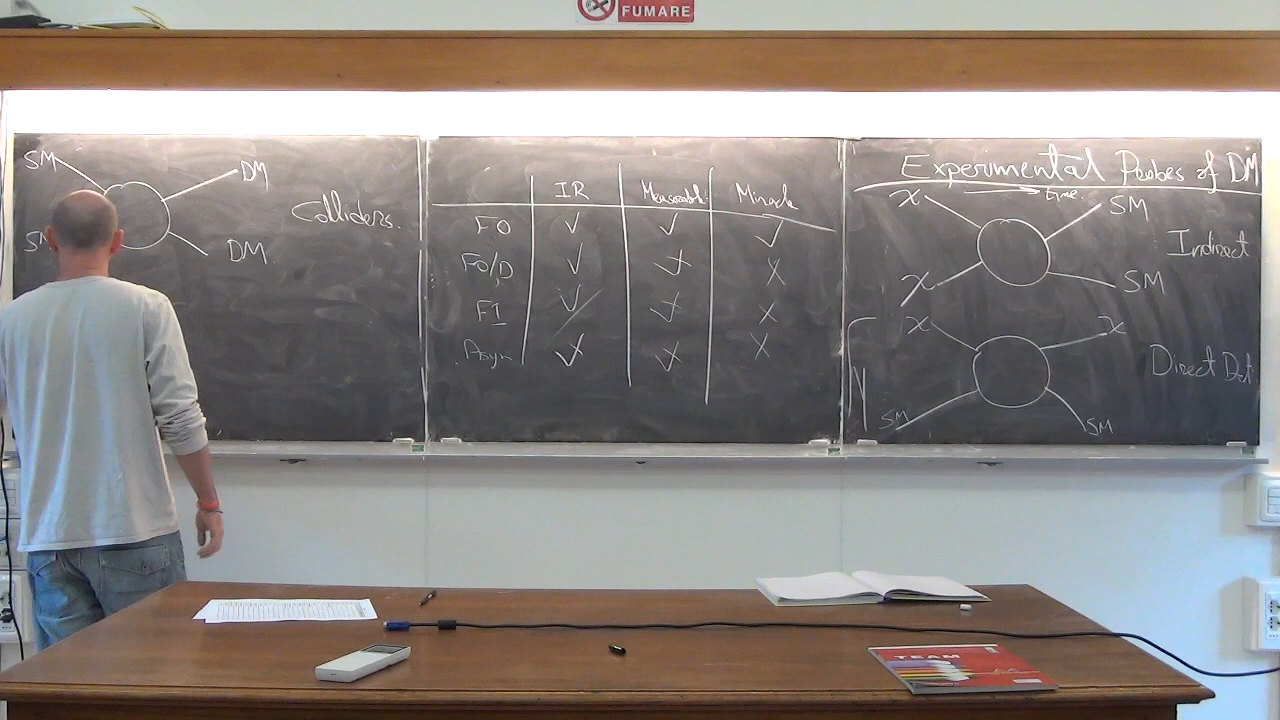 FUMARE
SM
DM
Colliders.
DM
IR Measurable Miracle
FO ✓ ✓ ✓
FO/D ✓ ✓ X
FI ✓ ✓ X
Asym ✓ X X
Experimental Probes of DM
time
χ SM
Indirect
χ SM
χ χ
Direct Det
SM SM
TEAM